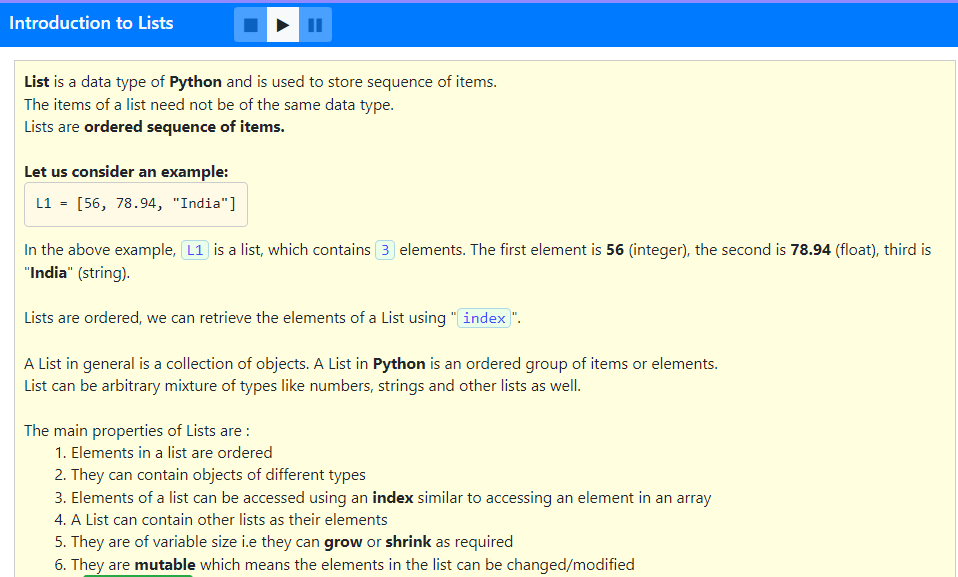 Introduction to Lists
List is a data type of Python and is used to store sequence of items.
The items of a list need not be of the same data type.
Lists are ordered sequence of items.
Let us consider an example:
L1 = [56, 78.94, "India"]
In the above example, L1 is a list, which contains 3 elements. The first element is 56 (integer), the second is 78.94 (float), third is
"India" (string).
Lists are ordered, we can retrieve the elements of a List using "index".
A List in general is a collection of objects. A List in Python is an ordered group of items or elements.
List can be arbitrary mixture of types like numbers, strings and other lists as well.
The main properties of Lists are :
1. Elements in a list are ordered
2. They can contain objects of different types
3. Elements of a list can be accessed using an index similar to accessing an element in an array
4. A List can contain other lists as their elements
5. They are of variable size i.e they can grow or shrink as required
6. They are mutable which means the elements in the list can be changed/modified